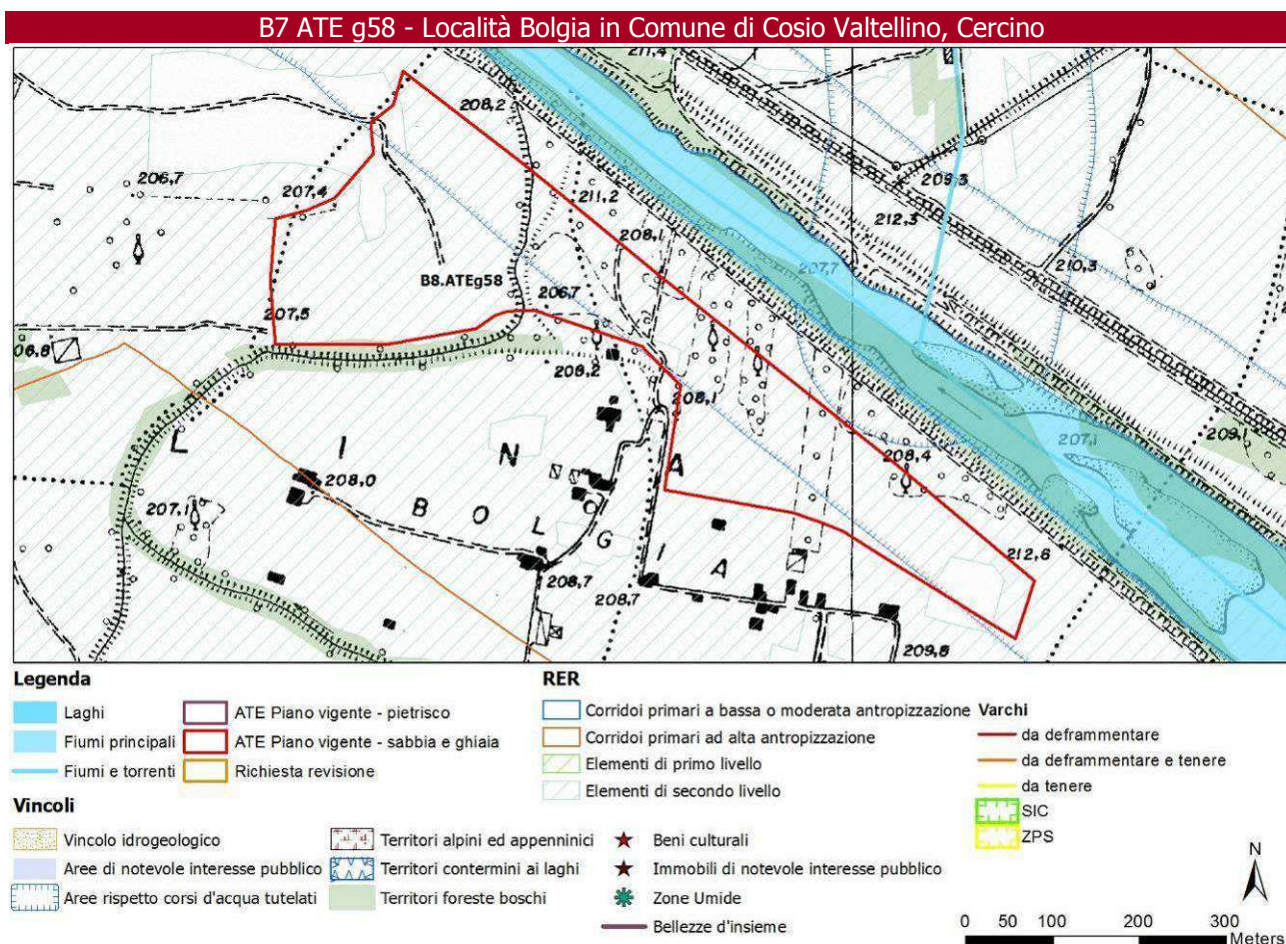 B7 ATE g58 - Località Bolgia in Comune di Cosio Valtellino, Cercino
211,4
208,2
206,7
207,4
209,3
211,2
212,3
208,1
207,7
210,3
B8.ATEg58
206,7
207,5
06,8
208,2
208,1
207,1
209,1
L I N A
208,4
208,0
207,1
BOLGIA
212,6
208,7
208,7
209,8
Legenda
Laghi
Fiumi principali
Fiumi e torrenti
ATE Piano vigente - pietrisco
ATE Piano vigente - sabbia e ghiaia
Richiesta revisione
RER
Corridoi primari a bassa o moderata antropizzazione
Corridoi primari ad alta antropizzazione
Elementi di primo livello
Elementi di secondo livello
Varchi
da deframmentare
da deframmentare e tenere
da tenere
SIC
ZPS
Vincoli
Vincolo idrogeologico
Aree di notevole interesse pubblico
Aree rispetto corsi d'acqua tutelati
Territori alpini ed appenninici
Territori contermini ai laghi
Territori foreste boschi
Beni culturali
Immobili di notevole interesse pubblico
Zone Umide
Bellezze d'insieme
N
0 50 100 200 300
Meters